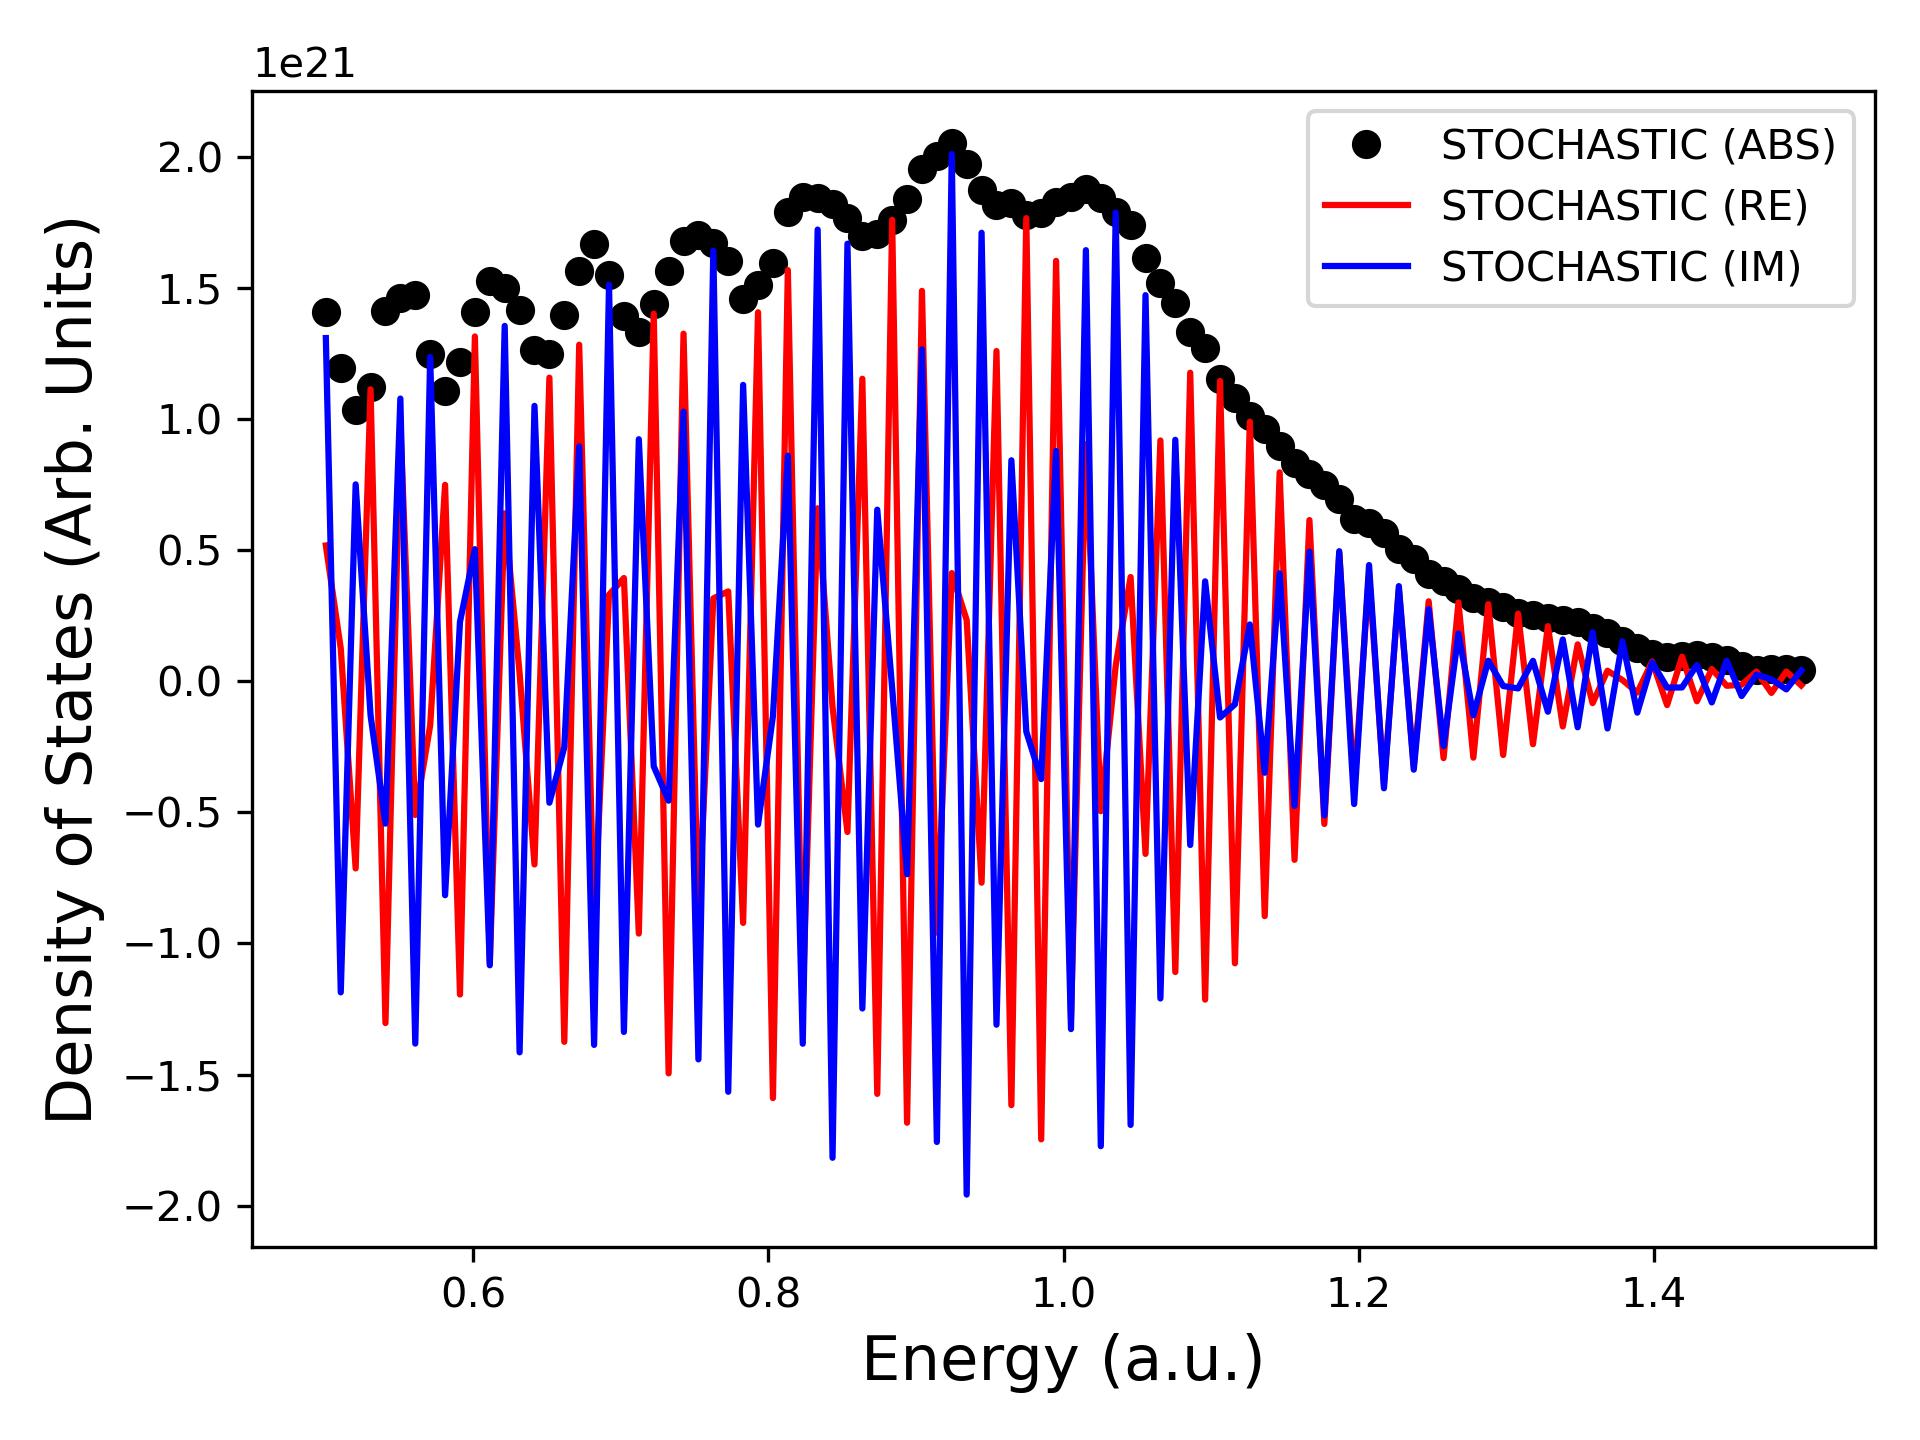 1e21
STOCHASTIC (ABS)
STOCHASTIC (RE)
STOCHASTIC (IM)
Density of States (Arb. Units)
2.0
1.5
1.0
0.5
0.0
−0.5
−1.0
−1.5
−2.0
0.6 0.8 1.0 1.2 1.4
Energy (a.u.)